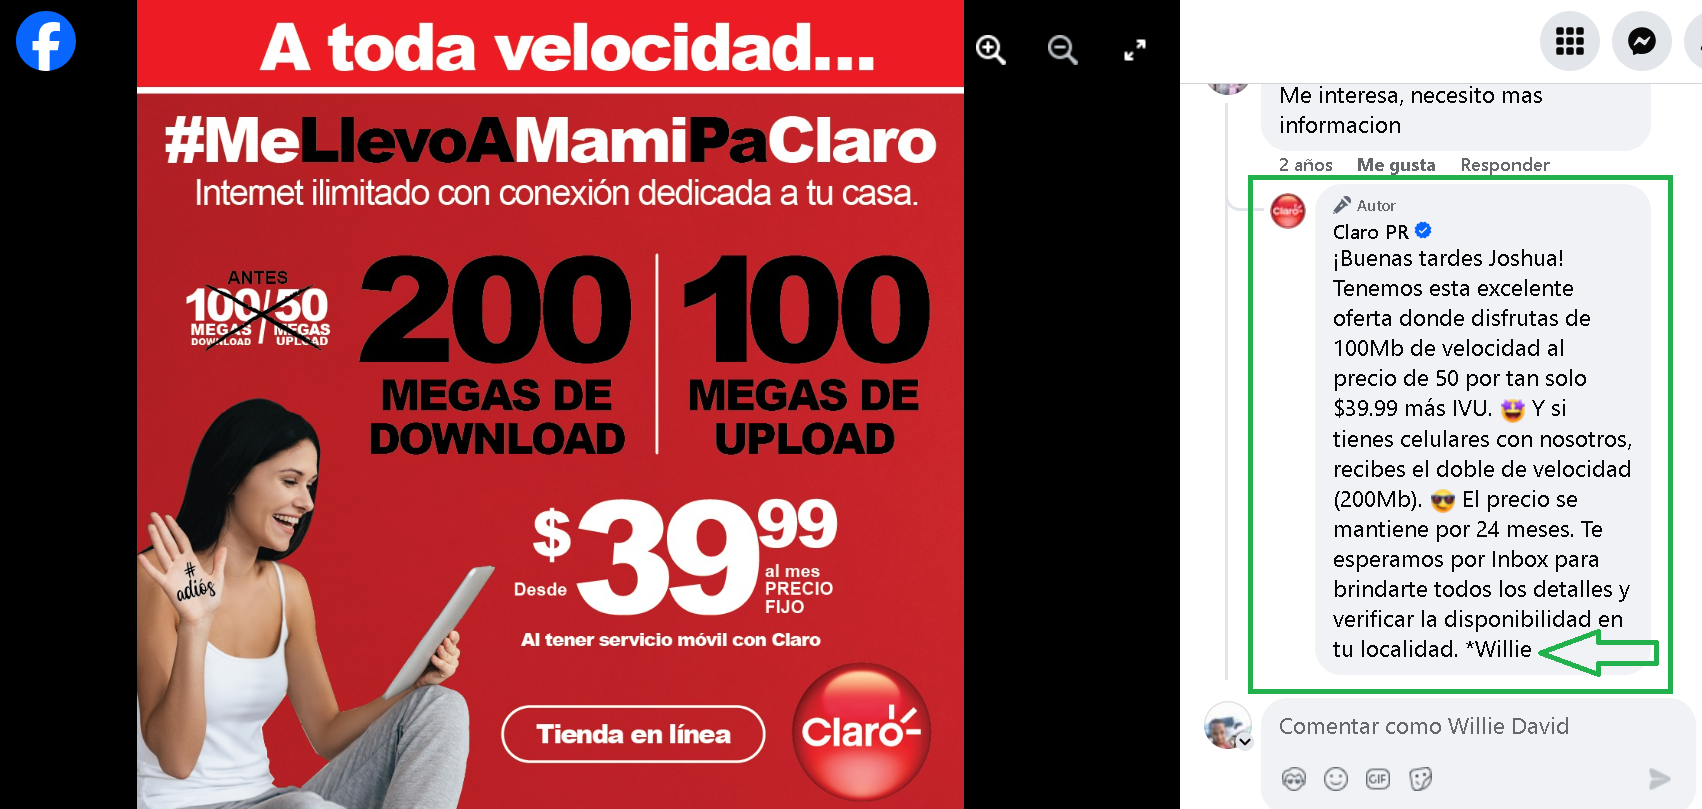 A toda velocidad...
#MeLlevoAMamiPaClaro
Internet ilimitado con conexión dedicada a tu casa.
ANTES
100/50
MEGAS MEGAS
DOWNLOAD UPLOAD
200
MEGAS DE
DOWNLOAD
100
MEGAS DE
UPLOAD
#
adiós
Desde
$39.99
al mes
PRECIO
FIJO
Al tener servicio móvil con Claro
Tienda en línea
Claro
Me interesa, necesito mas
informacion
2 años Me gusta Responder
Claro
Autor
Claro PR
¡Buenas tardes Joshua!
Tenemos esta excelente
oferta donde disfrutas de
100Mb de velocidad al
precio de 50 por tan solo
$39.99 más IVU. 🤩 Y si
tienes celulares con nosotros,
recibes el doble de velocidad
(200Mb). 😎 El precio se
mantiene por 24 meses. Te
esperamos por Inbox para
brindarte todos los detalles y
verificar la disponibilidad en
tu localidad. *Willie
Comentar como Willie David
GIF